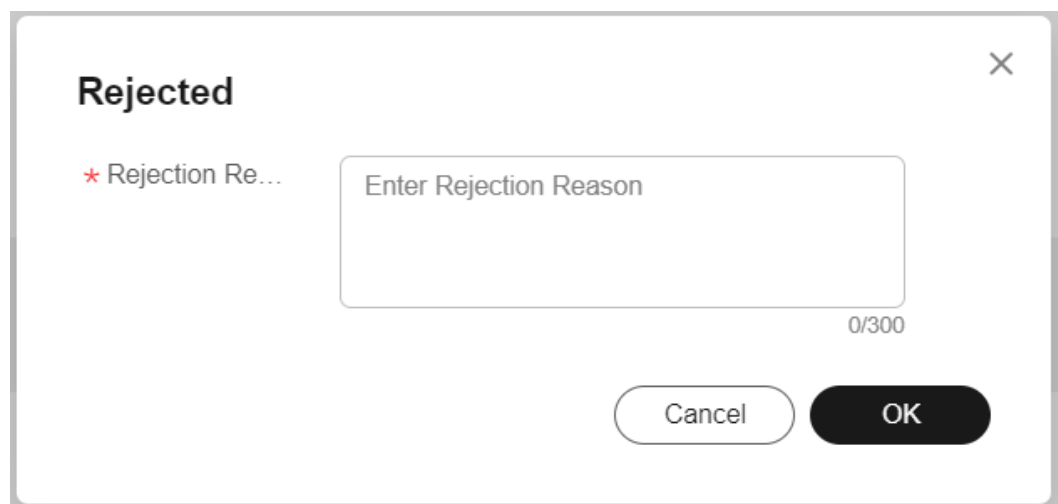 Rejected
* Rejection Re...
Enter Rejection Reason
0/300
Cancel
OK